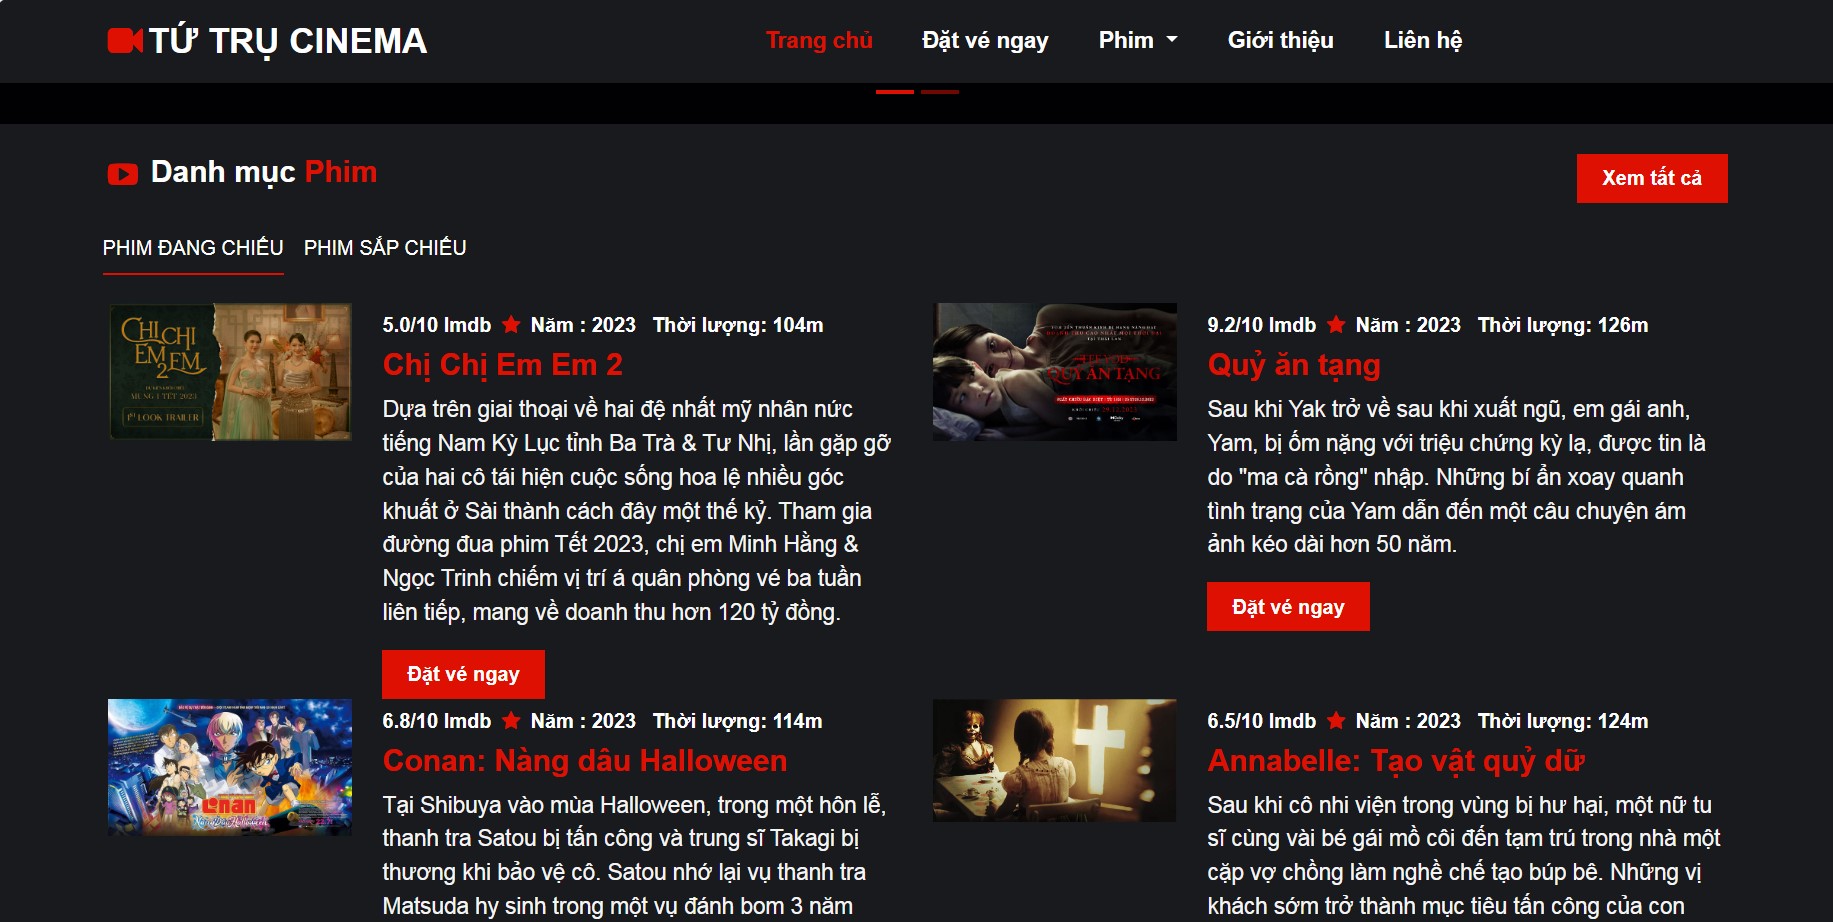 TỨ TRỤ CINEMA
Trang chủ
Đặt vé ngay
Phim
Giới thiệu
Liên hệ
Danh mục Phim
Xem tất cả
PHIM ĐANG CHIẾU
PHIM SẮP CHIẾU
CHỊ CHỊ
EM EM
2
MÙNG 1 TẾT 2023
1ST LOOK TRAILER
5.0/10 Imdb
Năm : 2023
Thời lượng: 104m
Chị Chị Em Em 2
Dựa trên giai thoại về hai đệ nhất mỹ nhân nức
tiếng Nam Kỳ Lục tỉnh Ba Trà & Tư Nhị, lần gặp gỡ
của hai cô tái hiện cuộc sống hoa lệ nhiều góc
khuất ở Sài thành cách đây một thế kỷ. Tham gia
đường đua phim Tết 2023, chị em Minh Hằng &
Ngọc Trinh chiếm vị trí á quân phòng vé ba tuần
liên tiếp, mang về doanh thu hơn 120 tỷ đồng.
Đặt vé ngay
QUỶ ĂN TẠNG
9.2/10 Imdb
Năm : 2023
Thời lượng: 126m
Quỷ ăn tạng
Sau khi Yak trở về sau khi xuất ngũ, em gái anh,
Yam, bị ốm nặng với triệu chứng kỳ lạ, được tin là
do "ma cà rồng" nhập. Những bí ẩn xoay quanh
tình trạng của Yam dẫn đến một câu chuyện ám
ảnh kéo dài hơn 50 năm.
Đặt vé ngay
Conan
Nàng Dâu Halloween
6.8/10 Imdb
Năm : 2023
Thời lượng: 114m
Conan: Nàng dâu Halloween
Tại Shibuya vào mùa Halloween, trong một hôn lễ,
thanh tra Satou bị tấn công và trung sĩ Takagi bị
thương khi bảo vệ cô. Satou nhớ lại vụ thanh tra
Matsuda hy sinh trong một vụ đánh bom 3 năm
6.5/10 Imdb
Năm : 2023
Thời lượng: 124m
Annabelle: Tạo vật quỷ dữ
Sau khi cô nhi viện trong vùng bị hư hại, một nữ tu
sĩ cùng vài bé gái mồ côi đến tạm trú trong nhà một
cặp vợ chồng làm nghề chế tạo búp bê. Những vị
khách sớm trở thành mục tiêu tấn công của con